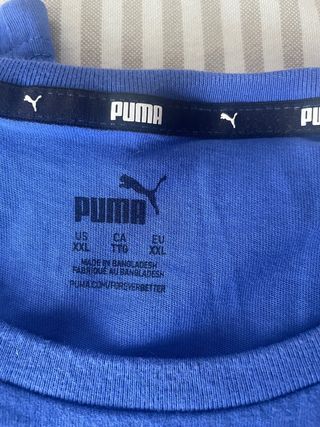 PUMA PUMA
PUMA
US CA EU
XXL TTG XXL
MADE IN BANGLADESH
FABRIQUÉ AU BANGLADESH
PUMA.COM/FOREVERBETTER